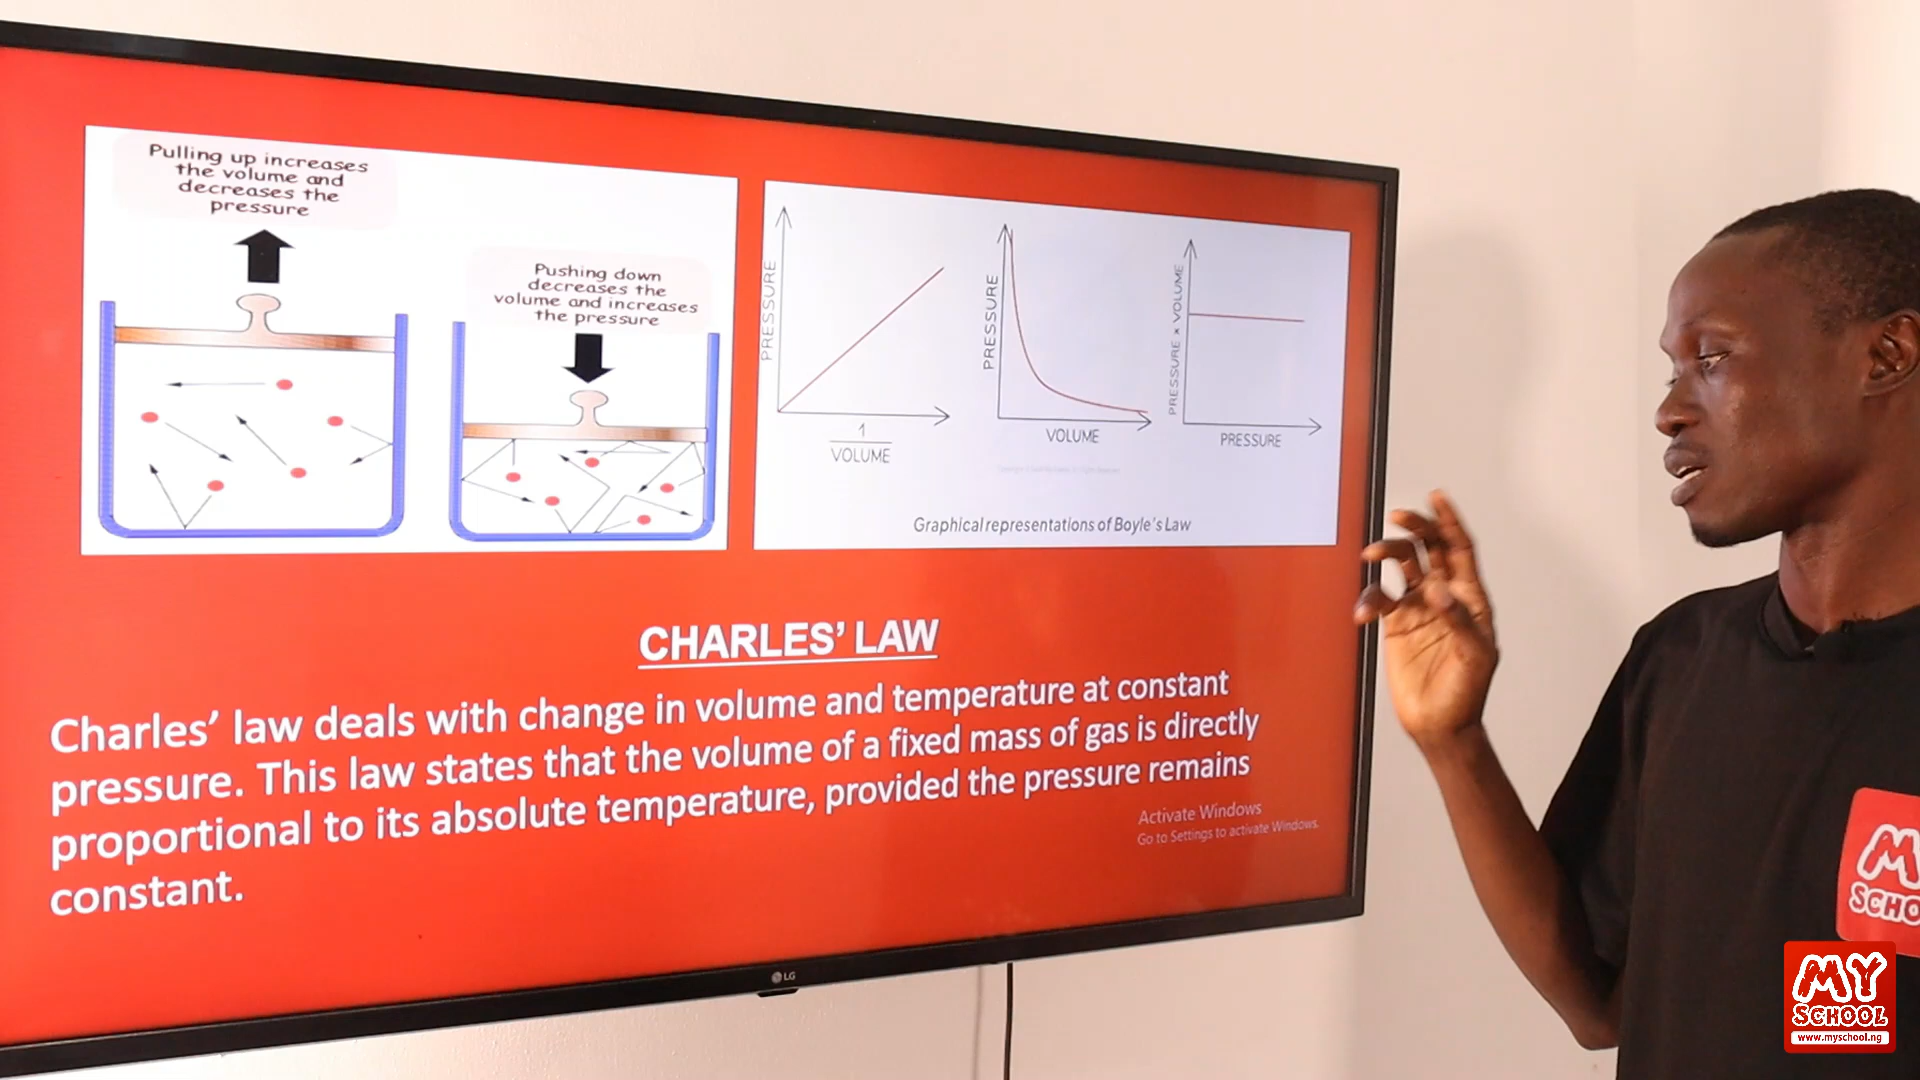 Pulling up increases
the volume and
decreases the
pressure
Pushing down
decreases the
volume and increases
the pressure
PRESSURE
1
VOLUME
PRESSURE
VOLUME
PRESSURE × VOLUME
PRESSURE
Graphical representations of Boyle's Law
CHARLES' LAW
Charles' law deals with change in volume and temperature at constant
pressure. This law states that the volume of a fixed mass of gas is directly
proportional to its absolute temperature, provided the pressure remains
constant.
Activate Windows
Go to Settings to activate Windows.
LG
MY
SCHO
MY
SCHOOL
www.myschool.ng